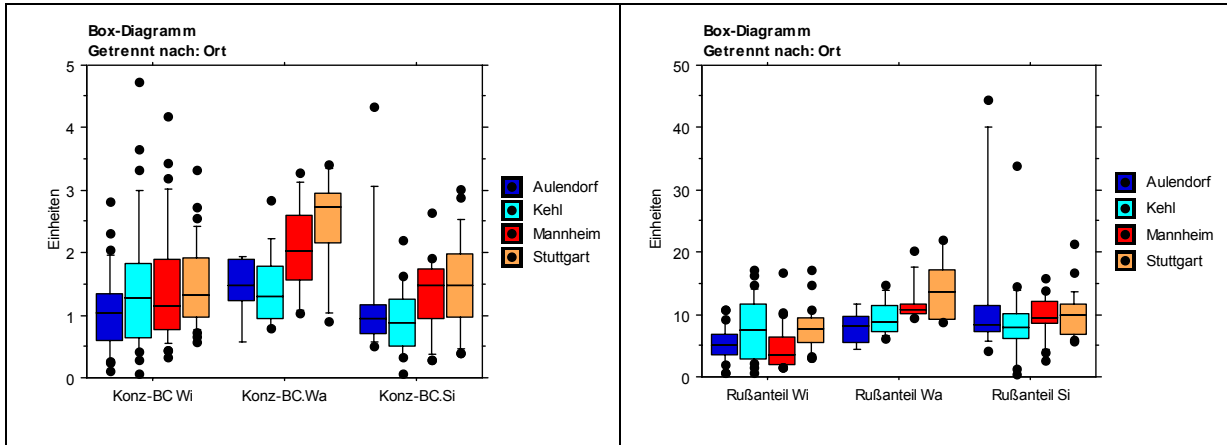 Box-Diagramm
Getrennt nach: Ort
5
4
3
2
1
0
Einheiten
Konz-BC Wi
Konz-BC.Wa
Konz-BC.Si
Aulendorf
Kehl
Mannheim
Stuttgart
Box-Diagramm
Getrennt nach: Ort
50
40
30
20
10
0
Einheiten
Rußanteil Wi
Rußanteil Wa
Rußanteil Si
Aulendorf
Kehl
Mannheim
Stuttgart